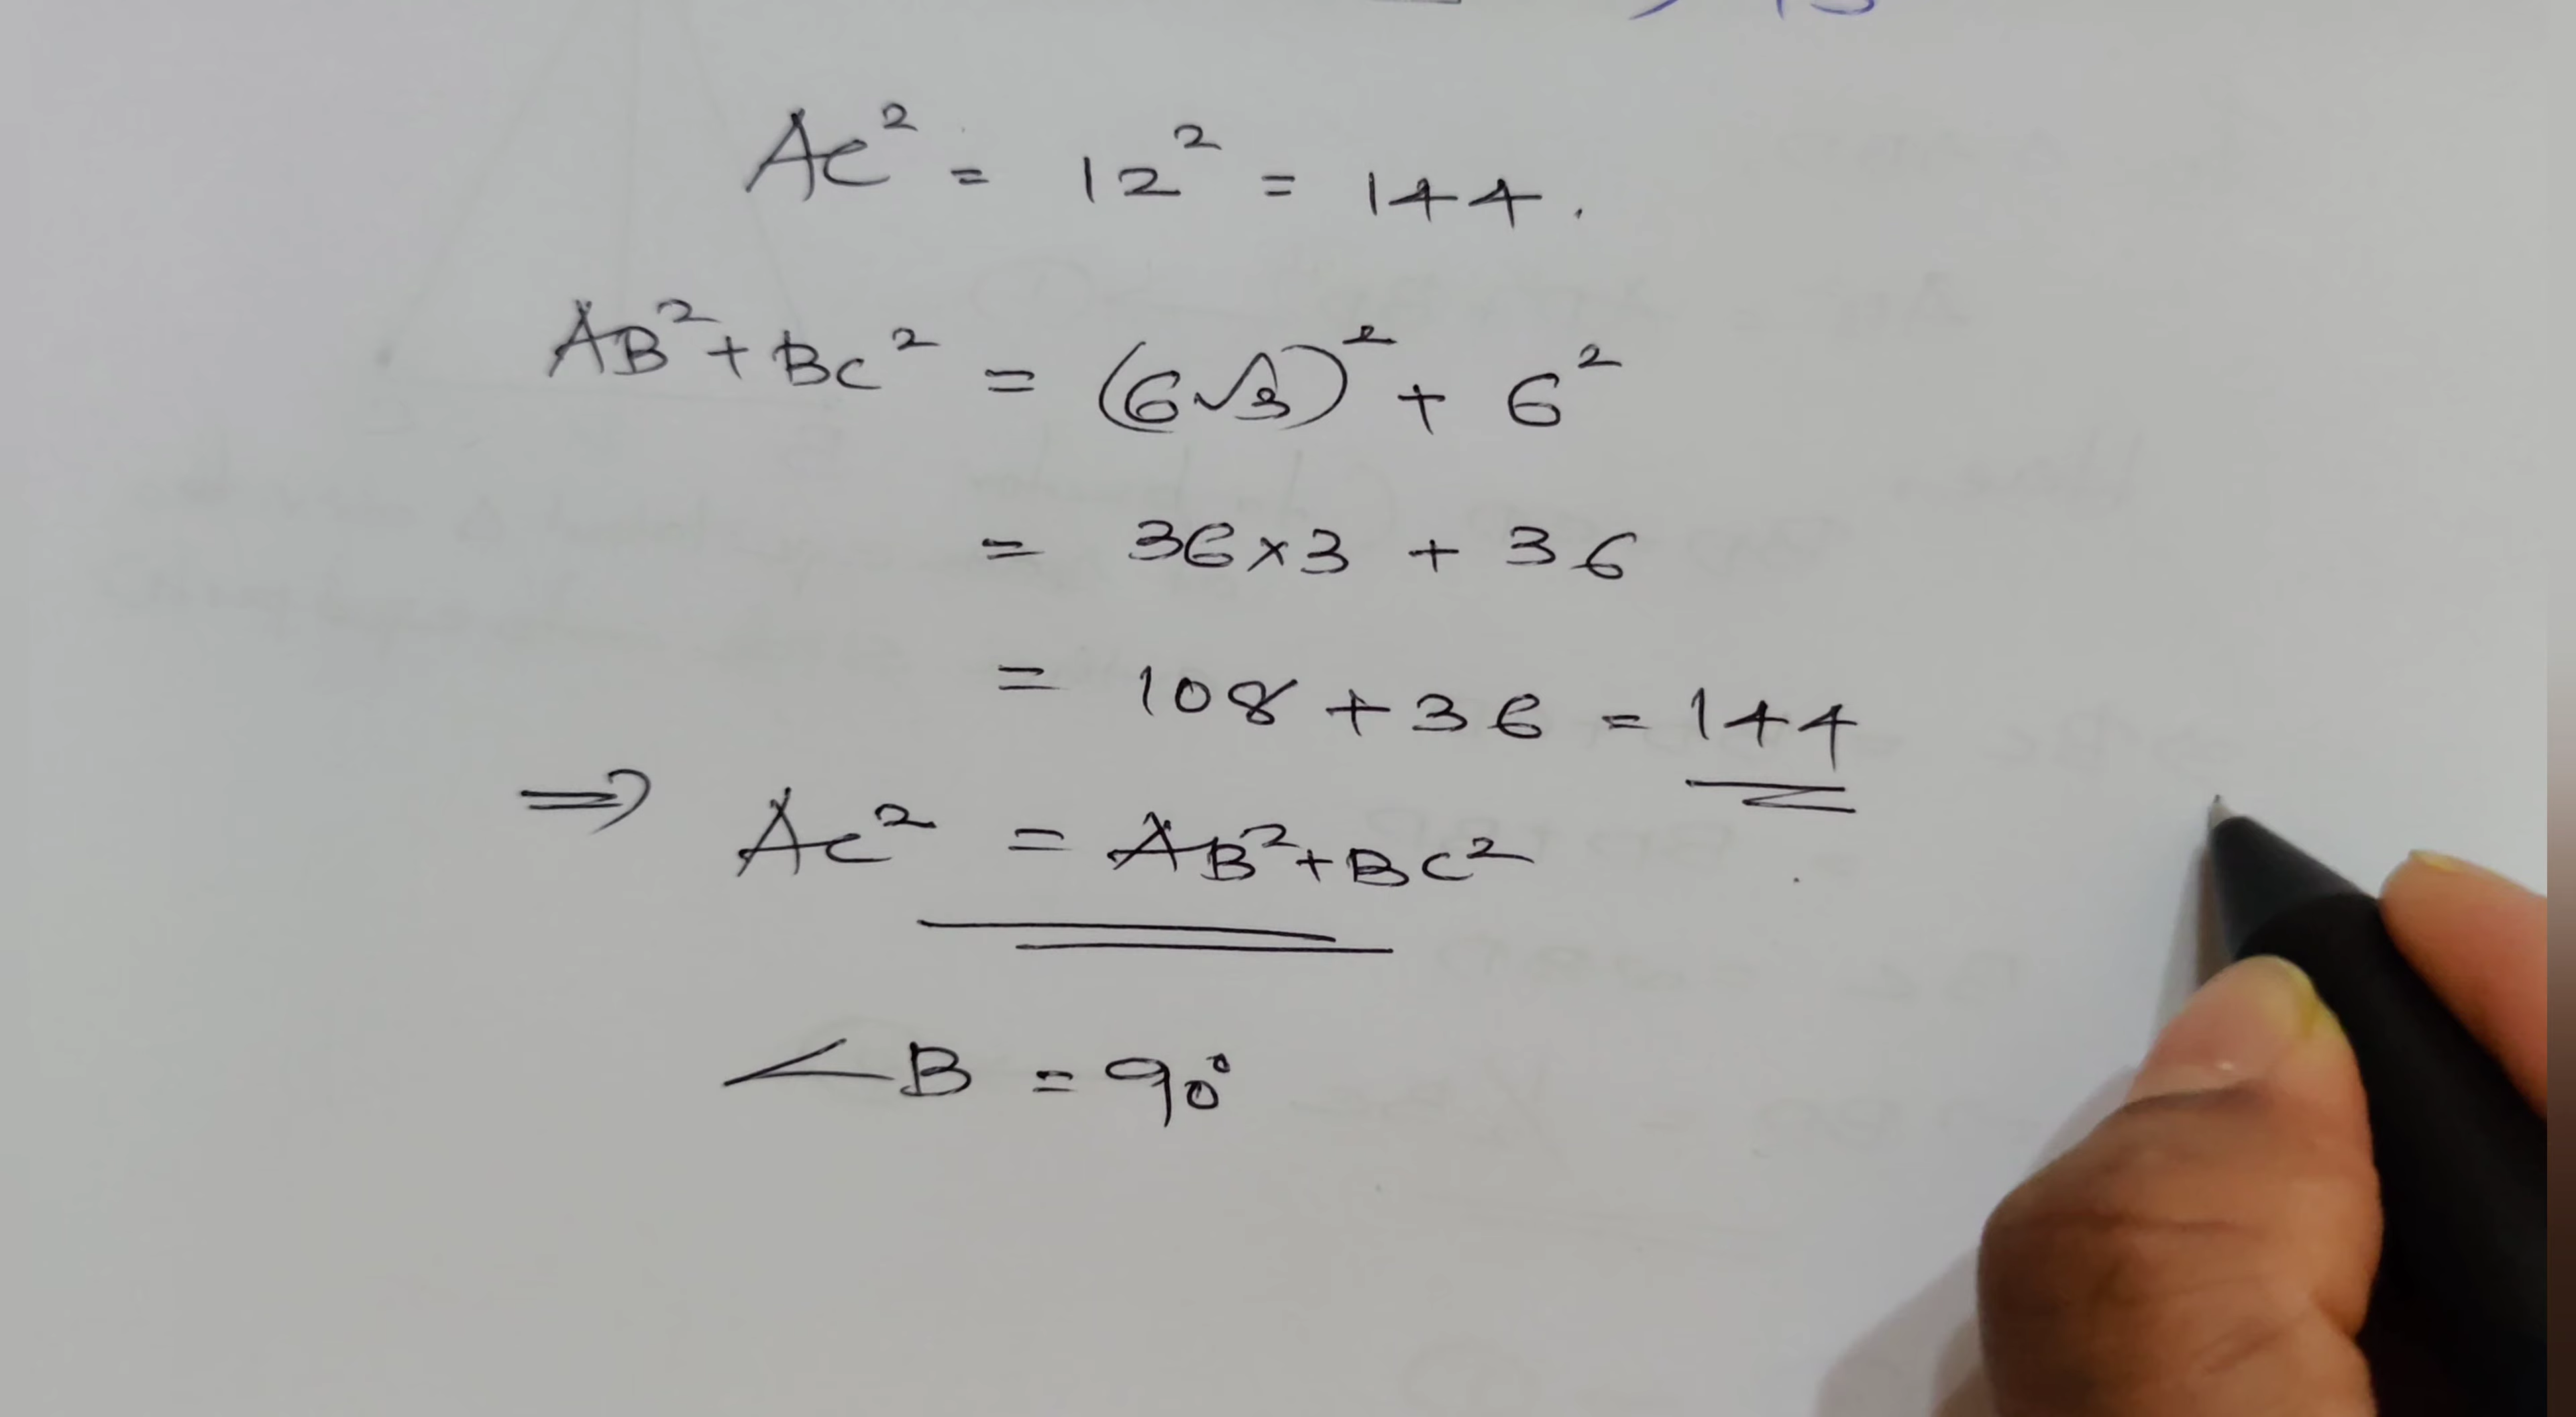 AC² = 12² = 144.
AB² + BC² = (6√3)² + 6²
= 36×3 + 36
= 108 + 36 = 144
⇒ AC² = AB² + BC²
∠B = 90°